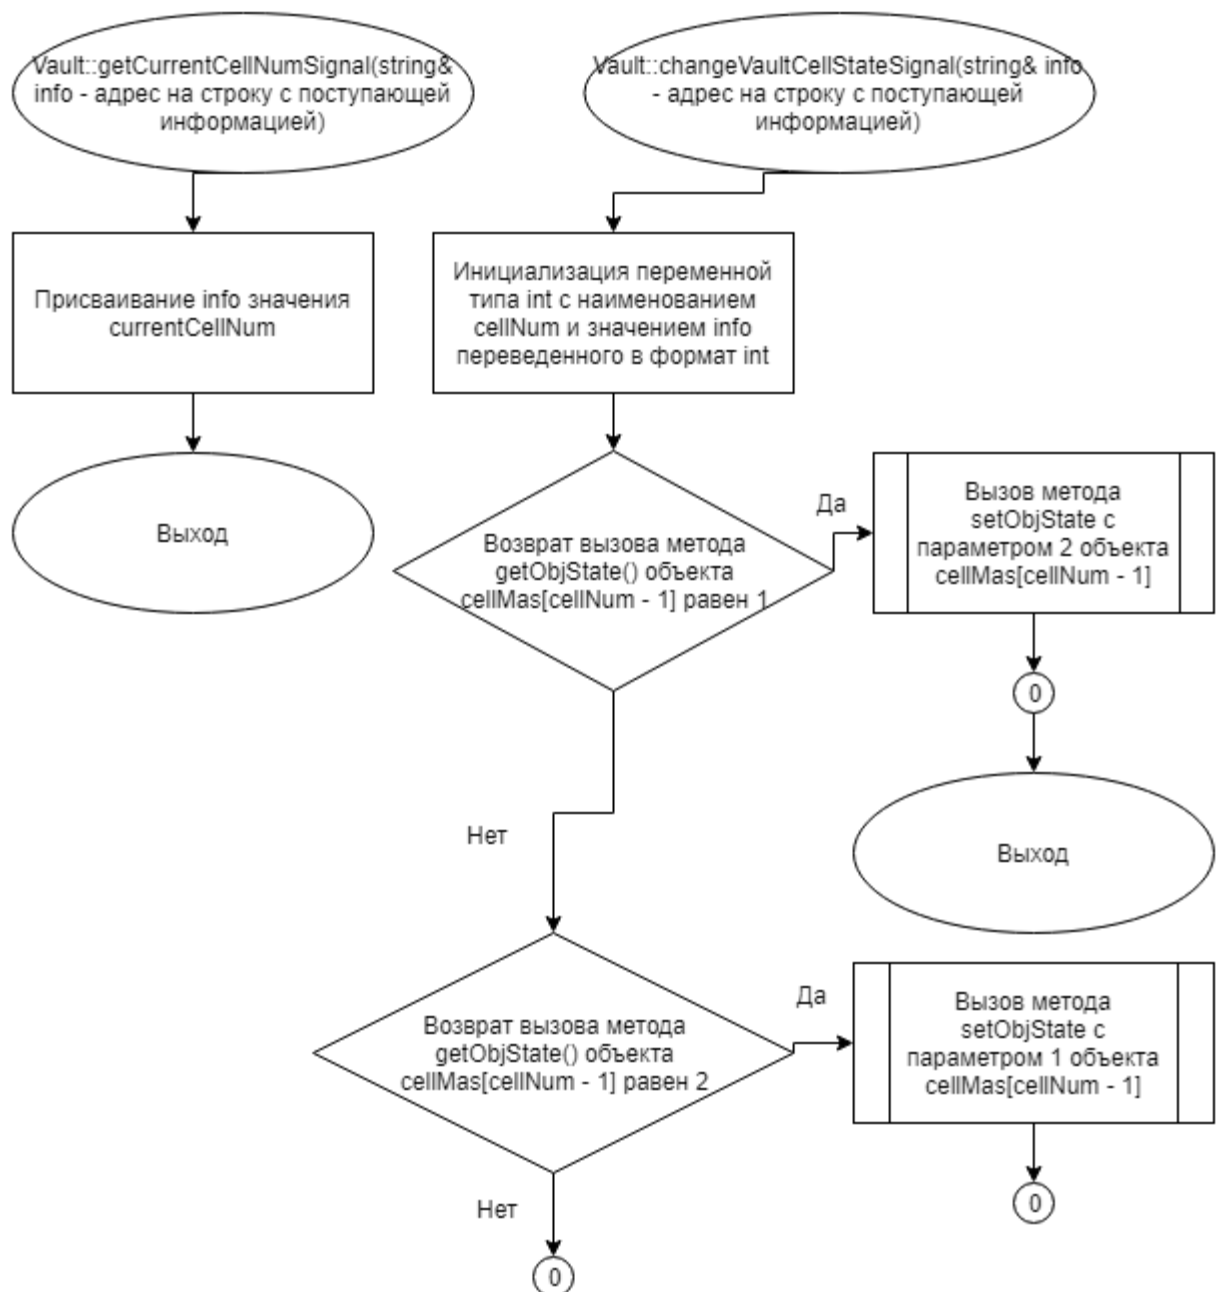 Vault::getCurrentCellNumSignal(string&
info - адрес на строку с поступающей
информацией)
Vault::changeVaultCellStateSignal(string& info
- адрес на строку с поступающей
информацией)
Присваивание info значения
currentCellNum
Инициализация переменной
типа int с наименованием
cellNum и значением info
переведенного в формат int
Выход
Возврат вызова метода
getObjState() объекта
cellMas[cellNum - 1] равен 1
Да
Вызов метода
setObjState с
параметром 2 объекта
cellMas[cellNum - 1]
0
Выход
Нет
Возврат вызова метода
getObjState() объекта
cellMas[cellNum - 1] равен 2
Да
Вызов метода
setObjState с
параметром 1 объекта
cellMas[cellNum - 1]
0
Нет
0